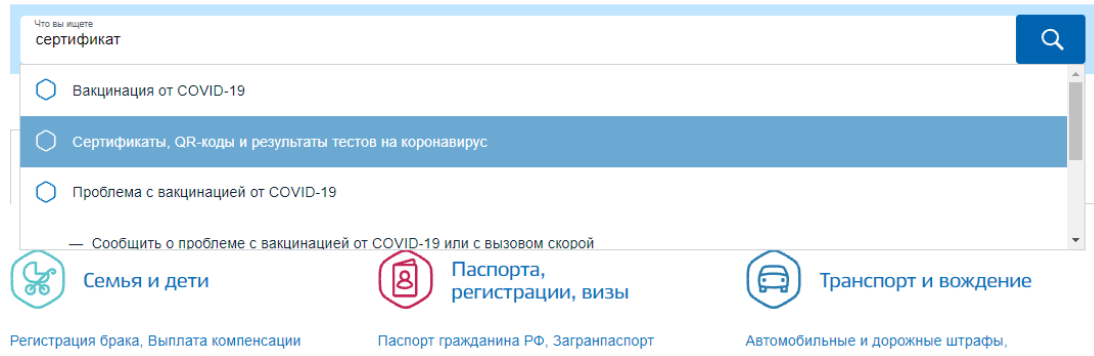 Что вы ищете
сертификат
Вакцинация от COVID-19
Сертификаты, QR-коды и результаты тестов на коронавирус
Проблема с вакцинацией от COVID-19
— Сообщить о проблеме с вакцинацией от COVID-19 или с вызовом скорой
Семья и дети
Паспорта,
регистрации, визы
Транспорт и вождение
Регистрация брака, Выплата компенсации
Паспорт гражданина РФ, Загранпаспорт
Автомобильные и дорожные штрафы,